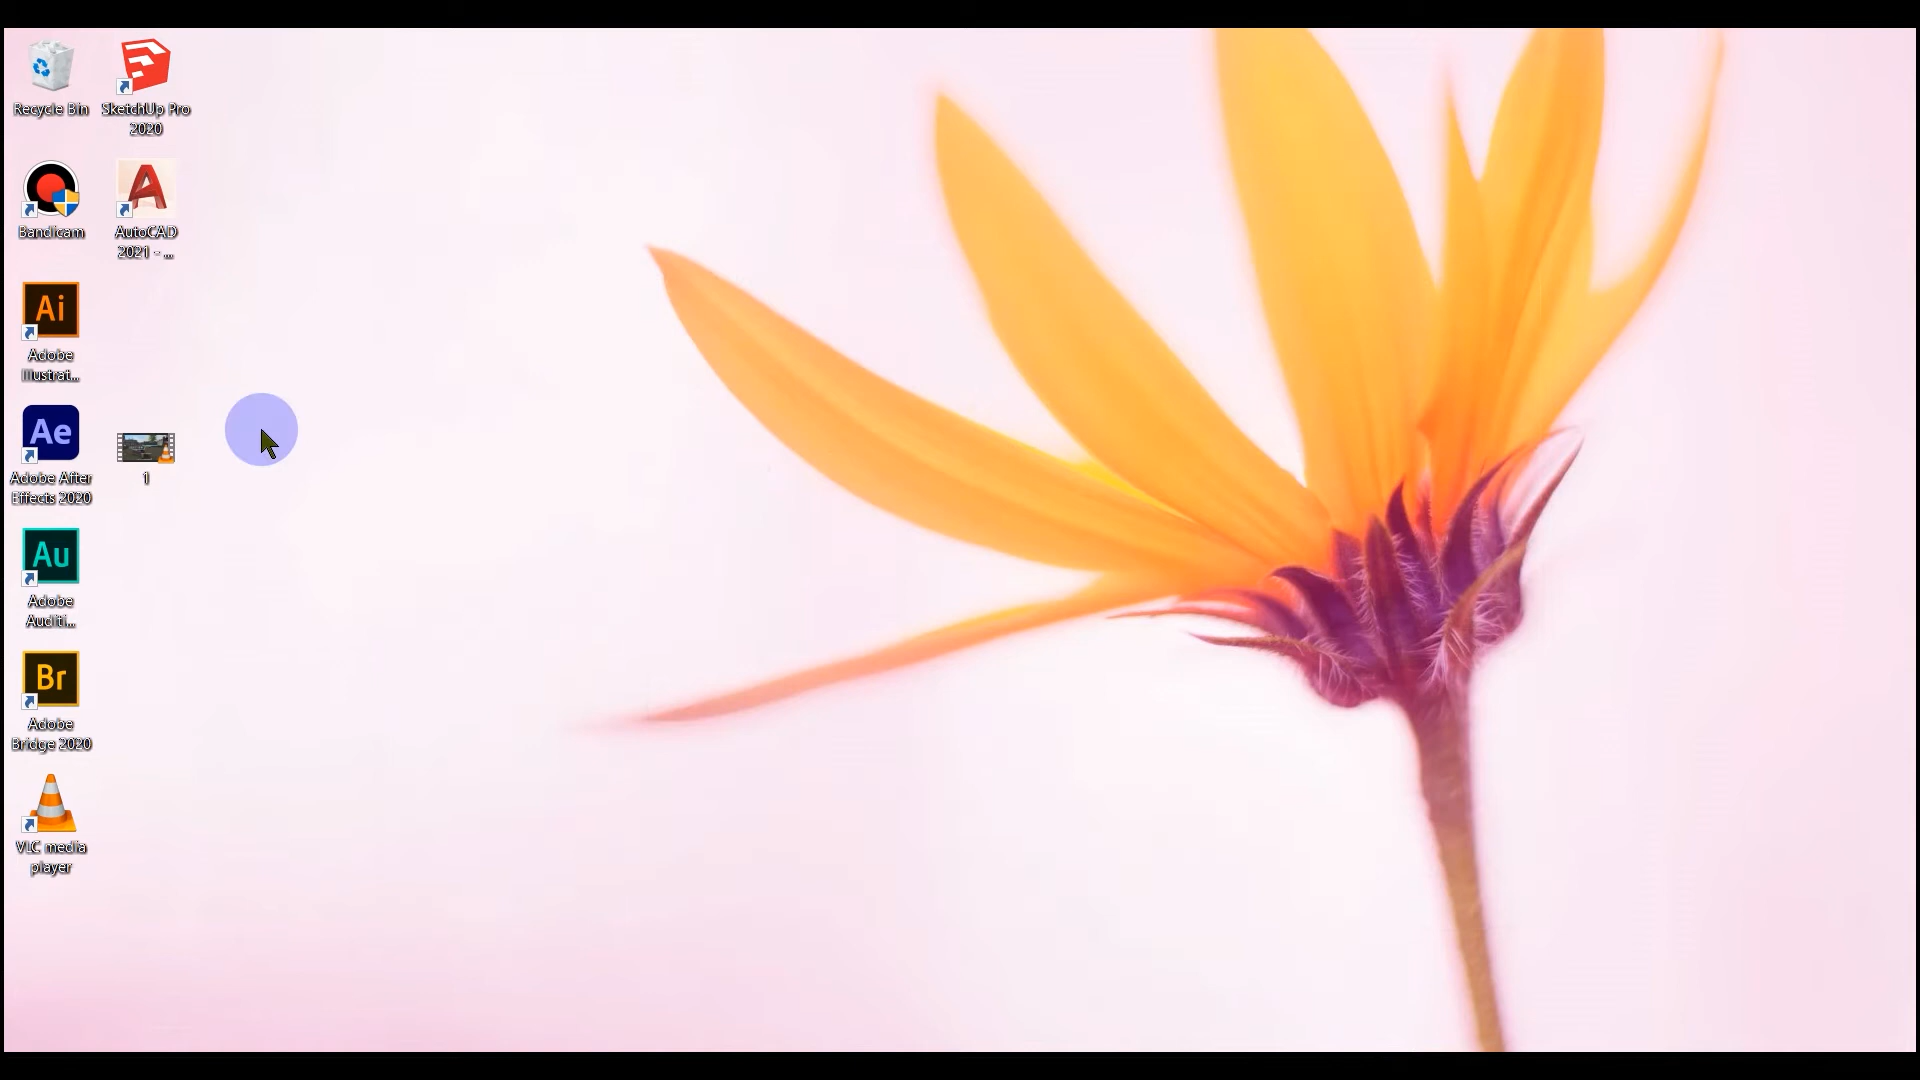 Recycle Bin
SketchUp Pro
2020
Bandicam
AutoCAD
2021 - ...
Ai
Adobe
Illustrat...
Ae
Adobe After
Effects 2020
1
Au
Adobe
Auditi...
Br
Adobe
Bridge 2020
VLC media
player